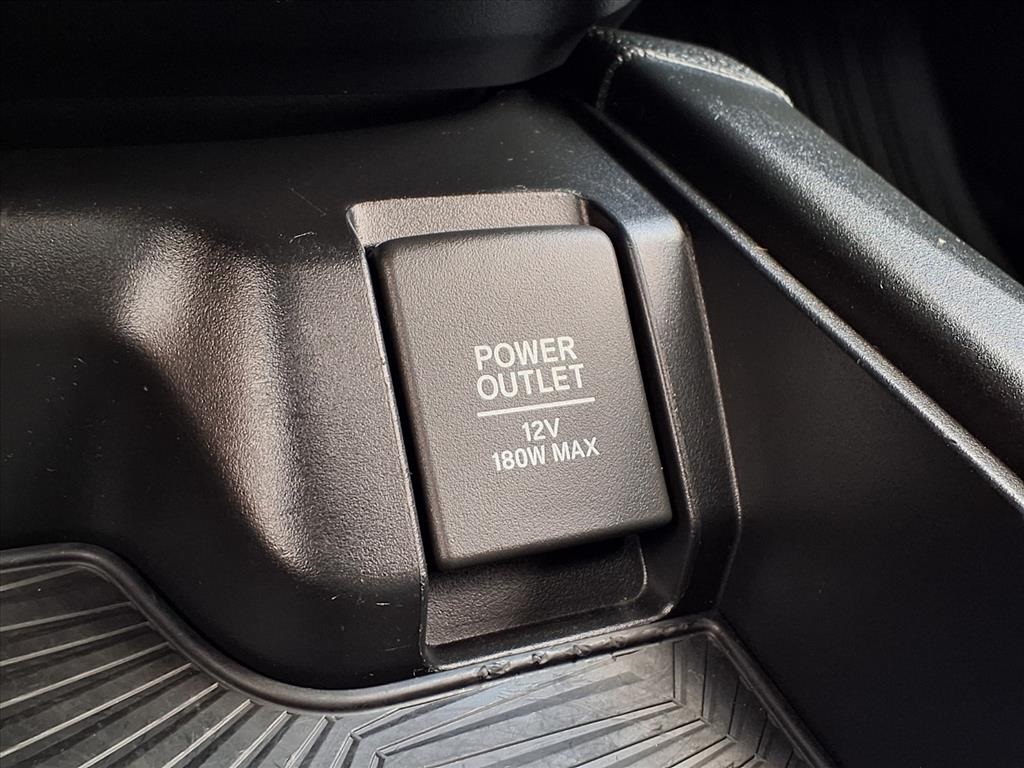 POWER
OUTLET
12V
180W MAX